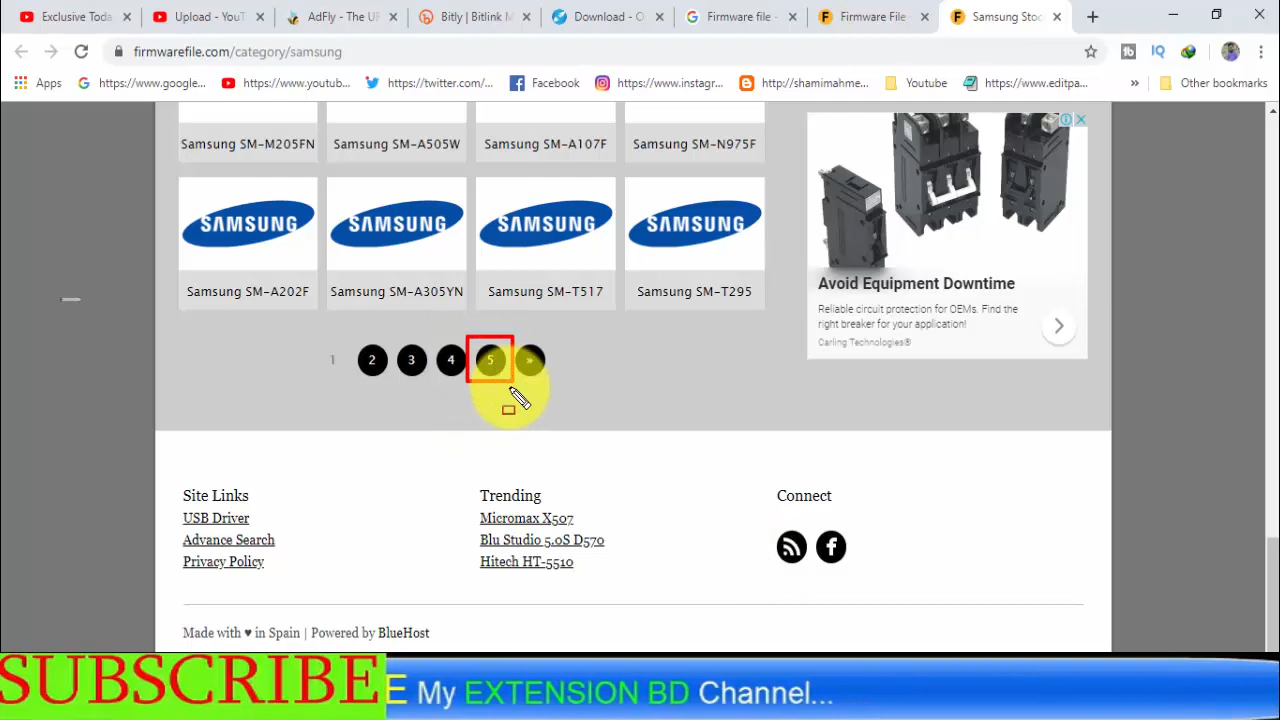 Exclusive Toda
Upload - YouT
AdFly - The UR
Bitly | Bitlink M
Download - O
Firmware file -
Firmware File
Samsung Stoc
firmwarefile.com/category/samsung
Apps
https://www.google...
https://www.youtub...
https://twitter.com/...
Facebook
https://www.instagr...
http://shamimahme...
Youtube
https://www.editpa...
»
Other bookmarks
Samsung SM-M205FN
Samsung SM-A505W
Samsung SM-A107F
Samsung SM-N975F
SAMSUNG
SAMSUNG
SAMSUNG
SAMSUNG
Samsung SM-A202F
Samsung SM-A305YN
Samsung SM-T517
Samsung SM-T295
Avoid Equipment Downtime
Reliable circuit protection for OEMs. Find the
right breaker for your application!
Carling Technologies®
1 2 3 4 5 »
Site Links
USB Driver
Advance Search
Privacy Policy
Trending
Micromax X507
Blu Studio 5.0S D570
Hitech HT-5510
Connect
Made with ♥ in Spain | Powered by BlueHost
SUBSCRIBE
E My EXTENSION BD Channel...